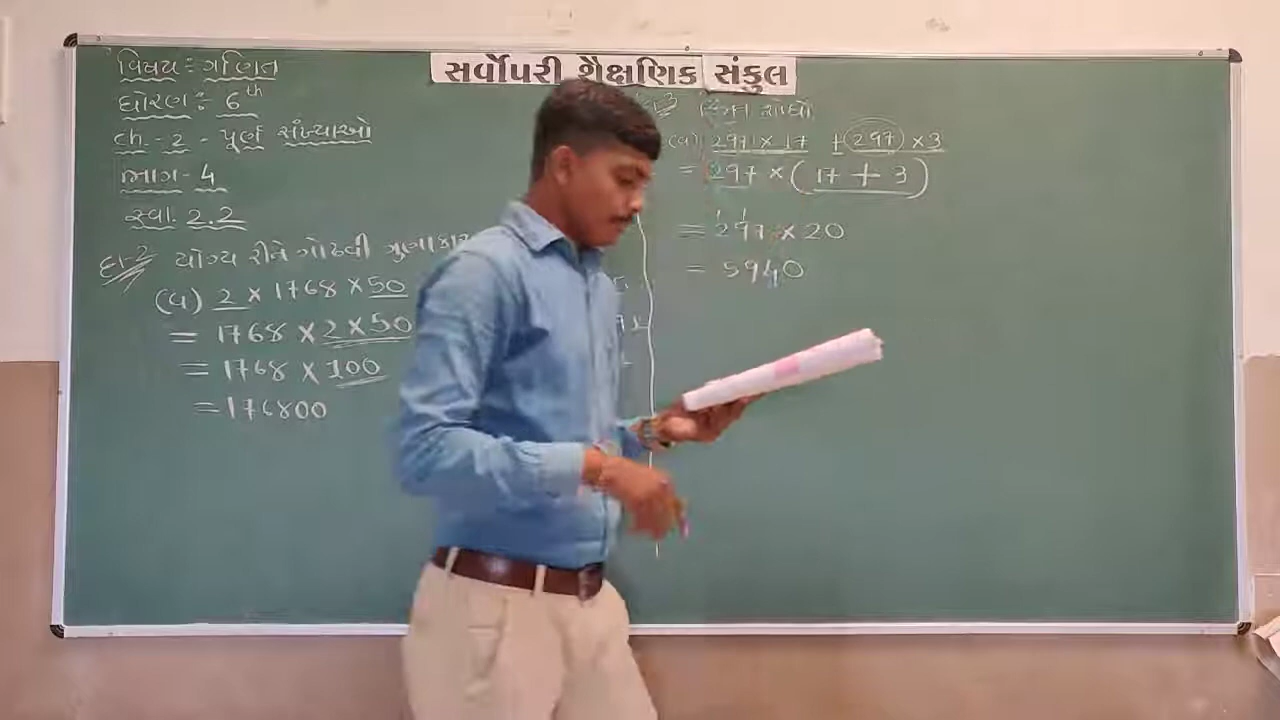 સર્વોપરી શૈક્ષણિક સંકુલ
વિષય :- ગણિત
ધોરણ :- 6th
ch - 2 - પૂર્ણ સંખ્યાઓ
ભાગ - 4
સ્વા. 2.2
દા-2 યોગ્ય રીતે ગોઠવી
(a) 2 × 1768 × 50
= 1768 × 2 × 50
= 1768 × 100
= 176800
કિંમત શોધો
(a) 297 × 17 + 297 × 3
= 297 × (17 + 3)
= 297 × 20
= 5940